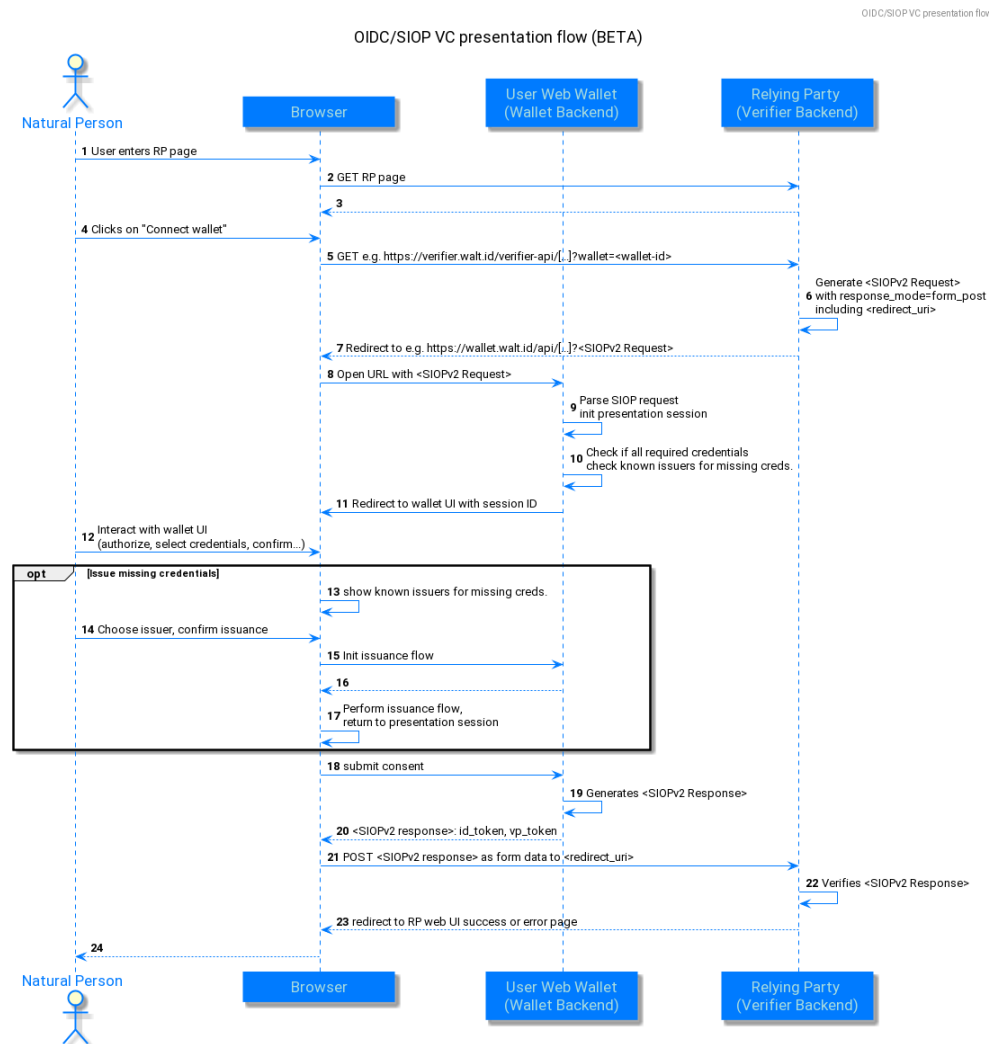 OIDC/SIOP VC presentation flow
OIDC/SIOP VC presentation flow (BETA)
Natural Person
Browser
User Web Wallet
(Wallet Backend)
Relying Party
(Verifier Backend)
1 User enters RP page
2 GET RP page
3
4 Clicks on "Connect wallet"
5 GET e.g. https://verifier.walt.id/verifier-api/[...]?wallet=<wallet-id>
Generate <SIOPv2 Request>
6 with response_mode=form_post
including <redirect_uri>
7 Redirect to e.g. https://wallet.walt.id/api/[...]?<SIOPv2 Request>
8 Open URL with <SIOPv2 Request>
9 Parse SIOP request
init presentation session
10 Check if all required credentials
check known issuers for missing creds.
11 Redirect to wallet UI with session ID
12 Interact with wallet UI
(authorize, select credentials, confirm...)
opt [Issue missing credentials]
13 show known issuers for missing creds.
14 Choose issuer, confirm issuance
15 Init issuance flow
16
17 Perform issuance flow,
return to presentation session
18 submit consent
19 Generates <SIOPv2 Response>
20 <SIOPv2 response>: id_token, vp_token
21 POST <SIOPv2 response> as form data to <redirect_uri>
22 Verifies <SIOPv2 Response>
23 redirect to RP web UI success or error page
24
Natural Person
Browser
User Web Wallet
(Wallet Backend)
Relying Party
(Verifier Backend)